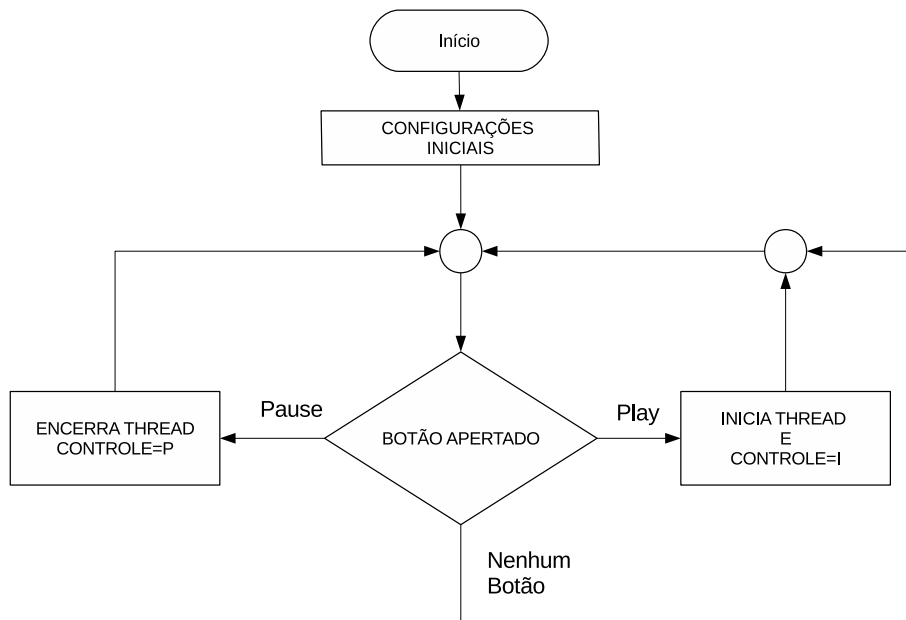 Início
CONFIGURAÇÕES
INICIAIS
Pause
ENCERRA THREAD
CONTROLE=P
BOTÃO APERTADO
Play
INICIA THREAD
E
CONTROLE=I
Nenhum
Botão